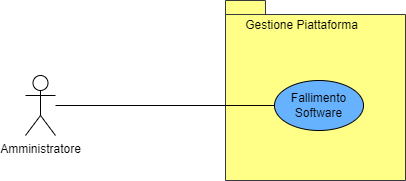 Gestione Piattaforma
Fallimento
Software
Amministratore